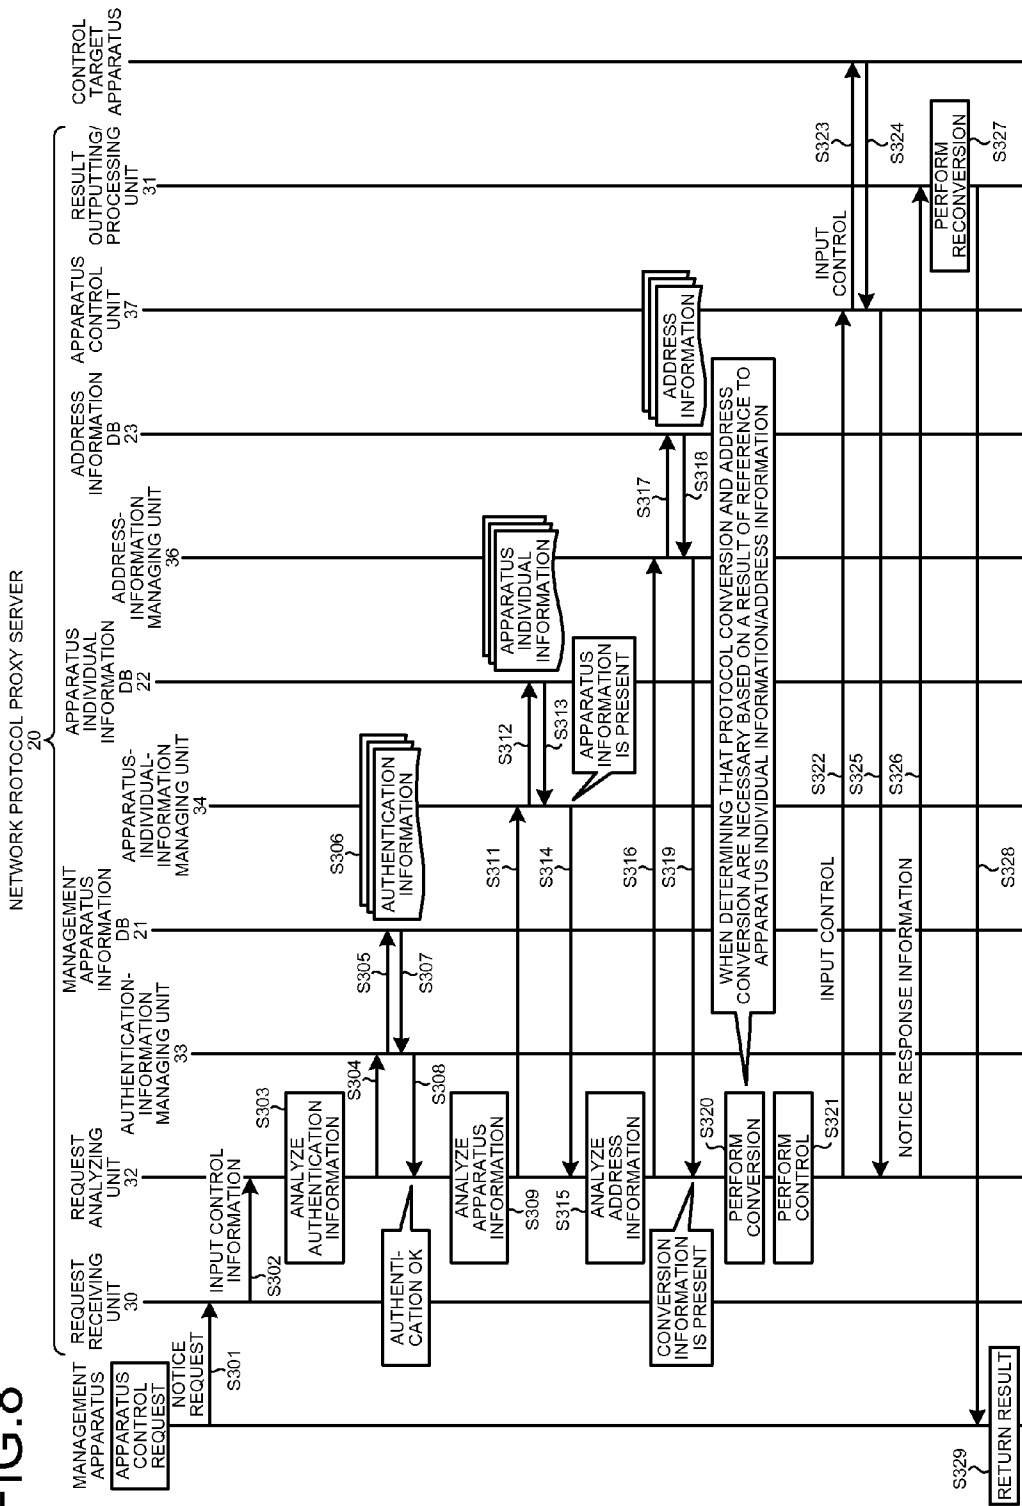 FIG.8
NETWORK PROTOCOL PROXY SERVER
20
MANAGEMENT
APPARATUS
REQUEST
RECEIVING
UNIT
30
REQUEST
ANALYZING
UNIT
32
AUTHENTICATION-
INFORMATION
MANAGING UNIT
33
MANAGEMENT
APPARATUS
INFORMATION
DB
21
APPARATUS-
INDIVIDUAL-
INFORMATION
MANAGING UNIT
34
APPARATUS
INDIVIDUAL
INFORMATION
DB
22
ADDRESS-
INFORMATION
MANAGING UNIT
36
ADDRESS
INFORMATION
DB
23
APPARATUS
CONTROL
UNIT
37
RESULT
OUTPUTTING/
PROCESSING
UNIT
31
CONTROL
TARGET
APPARATUS
APPARATUS
CONTROL
REQUEST
NOTICE
REQUEST
S301
INPUT CONTROL
INFORMATION
S302
S303
ANALYZE
AUTHENTICATION
INFORMATION
S304
S305
S306
AUTHENTICATION
INFORMATION
S307
S308
AUTHENTI-
CATION OK
ANALYZE
APPARATUS
INFORMATION
S309
S311
S312
APPARATUS
INDIVIDUAL
INFORMATION
S313
S314
APPARATUS
INFORMATION
IS PRESENT
S315
ANALYZE
ADDRESS
INFORMATION
S316
S317
ADDRESS
INFORMATION
S318
S319
CONVERSION
INFORMATION
IS PRESENT
S320
PERFORM
CONVERSION
WHEN DETERMINING THAT PROTOCOL CONVERSION AND ADDRESS
CONVERSION ARE NECESSARY BASED ON A RESULT OF REFERENCE TO
APPARATUS INDIVIDUAL INFORMATION/ADDRESS INFORMATION
PERFORM
CONTROL
S321
INPUT CONTROL
S322
INPUT
CONTROL
S323
S324
S325
NOTICE RESPONSE INFORMATION
S326
PERFORM
RECONVERSION
S327
S328
S329
RETURN RESULT